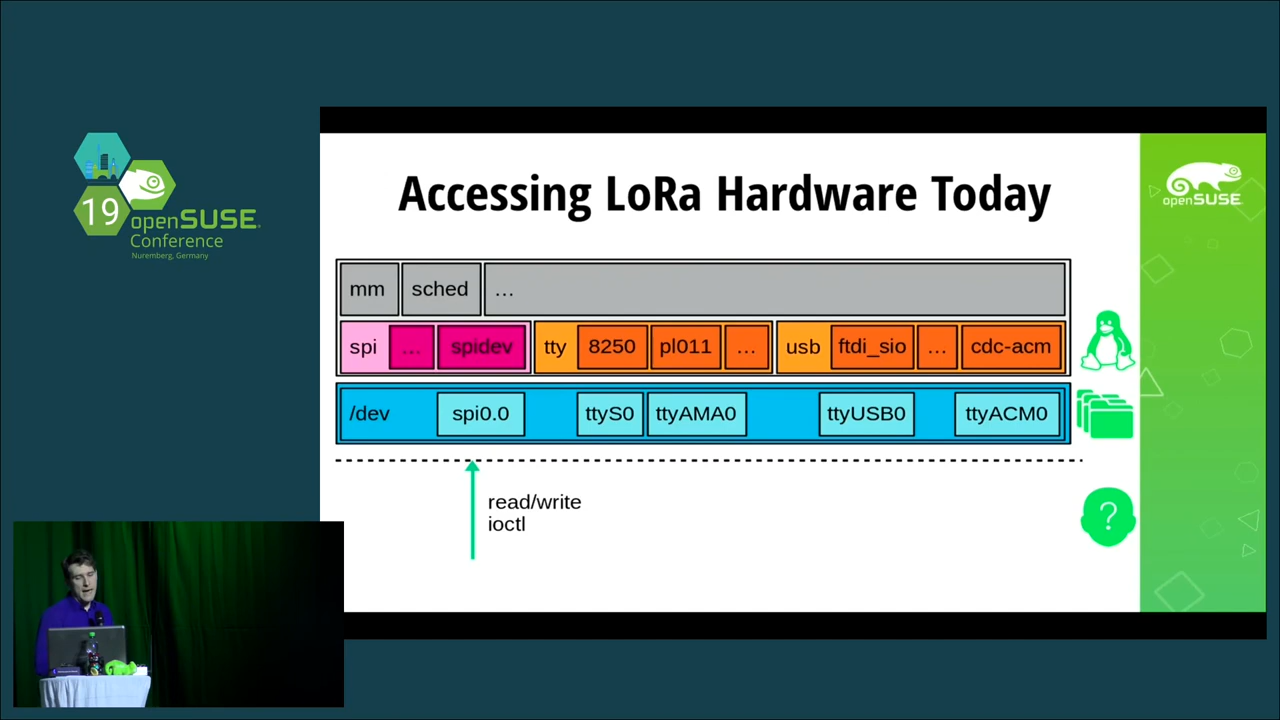 19
openSUSE
Conference
Nuremberg, Germany
Accessing LoRa Hardware Today
openSUSE
mm sched ...
spi ... spidev tty 8250 pl011 ... usb ftdi_sio ... cdc-acm
/dev spi0.0 ttyS0 ttyAMA0 ttyUSB0 ttyACM0
read/write
ioctl
?